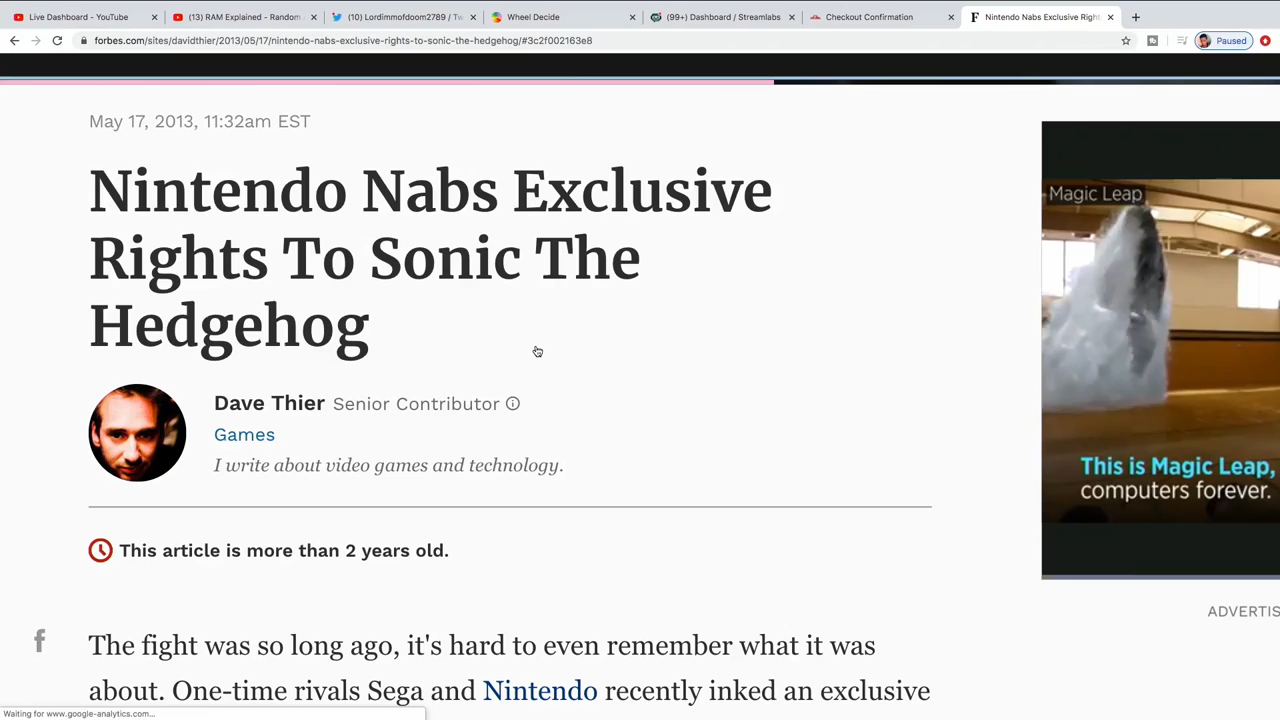 Live Dashboard - YouTube
(13) RAM Explained - Random
(10) Lordimmofdoom2789 / Tw
Wheel Decide
(99+) Dashboard / Streamlabs
Checkout Confirmation
Nintendo Nabs Exclusive Right
forbes.com/sites/davidthier/2013/05/17/nintendo-nabs-exclusive-rights-to-sonic-the-hedgehog/#3c2f002163e8
Paused
May 17, 2013, 11:32am EST
Nintendo Nabs Exclusive
Rights To Sonic The
Hedgehog
Dave Thier Senior Contributor
Games
I write about video games and technology.
This article is more than 2 years old.
The fight was so long ago, it's hard to even remember what it was
about. One-time rivals Sega and Nintendo recently inked an exclusive
Magic Leap
This is Magic Leap,
computers forever.
ADVERTIS
Waiting for www.google-analytics.com...